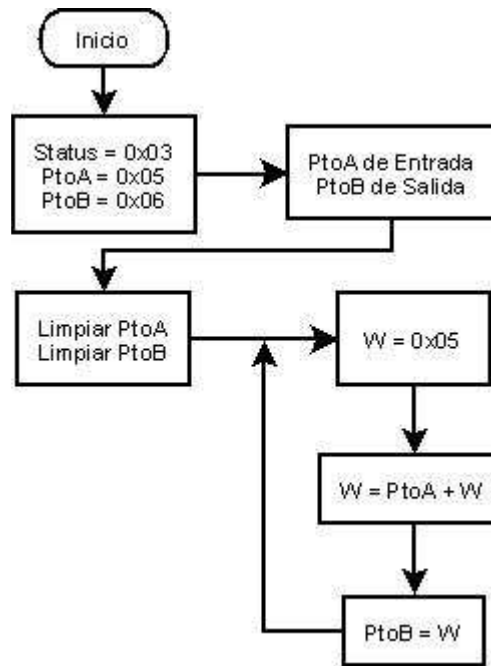 Inicio
Status = 0x03
PtoA = 0x05
PtoB = 0x06
PtoA de Entrada
PtoB de Salida
Limpiar PtoA
Limpiar PtoB
W = 0x05
W = PtoA + W
PtoB = W